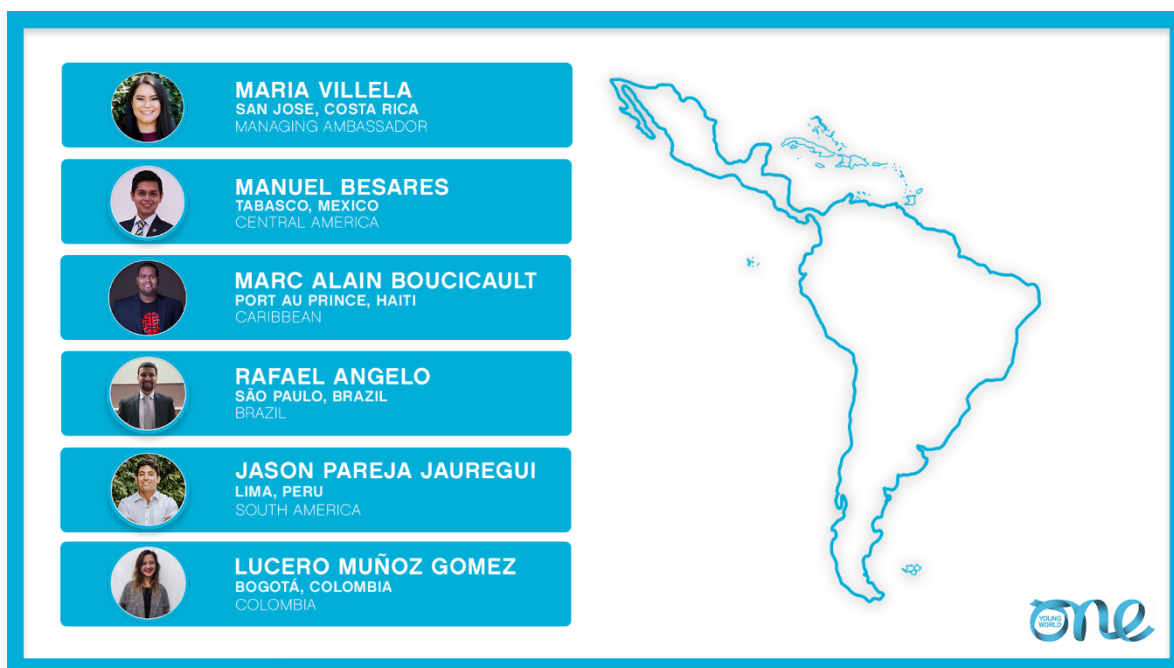 MARIA VILLELA
SAN JOSE, COSTA RICA
MANAGING AMBASSADOR
MANUEL BESARES
TABASCO, MEXICO
CENTRAL AMERICA
MARC ALAIN BOUCICAULT
PORT AU PRINCE, HAITI
CARIBBEAN
RAFAEL ANGELO
SÃO PAULO, BRAZIL
BRAZIL
JASON PAREJA JAUREGUI
LIMA, PERU
SOUTH AMERICA
LUCERO MUÑOZ GOMEZ
BOGOTÁ, COLOMBIA
COLOMBIA
one
YOUNG
WORLD